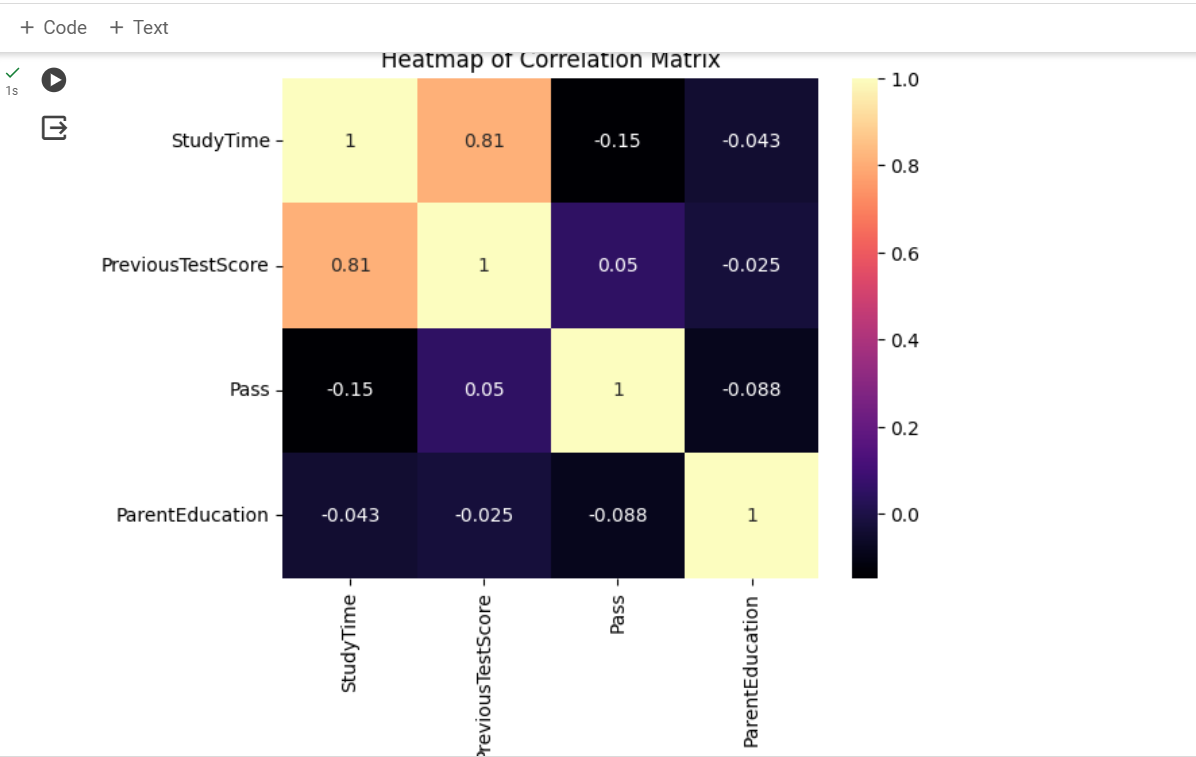 + Code + Text
1s
Heatmap of Correlation Matrix
StudyTime 1 0.81 -0.15 -0.043
PreviousTestScore 0.81 1 0.05 -0.025
Pass -0.15 0.05 1 -0.088
ParentEducation -0.043 -0.025 -0.088 1
StudyTime
PreviousTestScore
Pass
ParentEducation
1.0
0.8
0.6
0.4
0.2
0.0